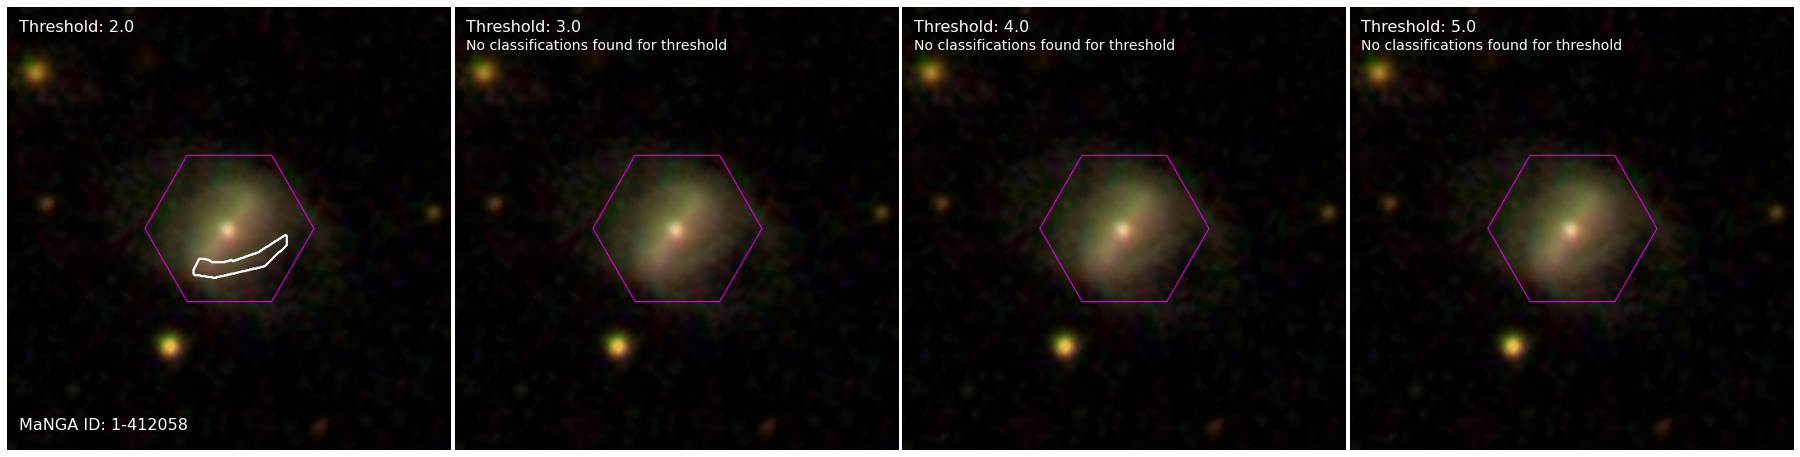 Threshold: 2.0
MaNGA ID: 1-412058
Threshold: 3.0
No classifications found for threshold
Threshold: 4.0
No classifications found for threshold
Threshold: 5.0
No classifications found for threshold